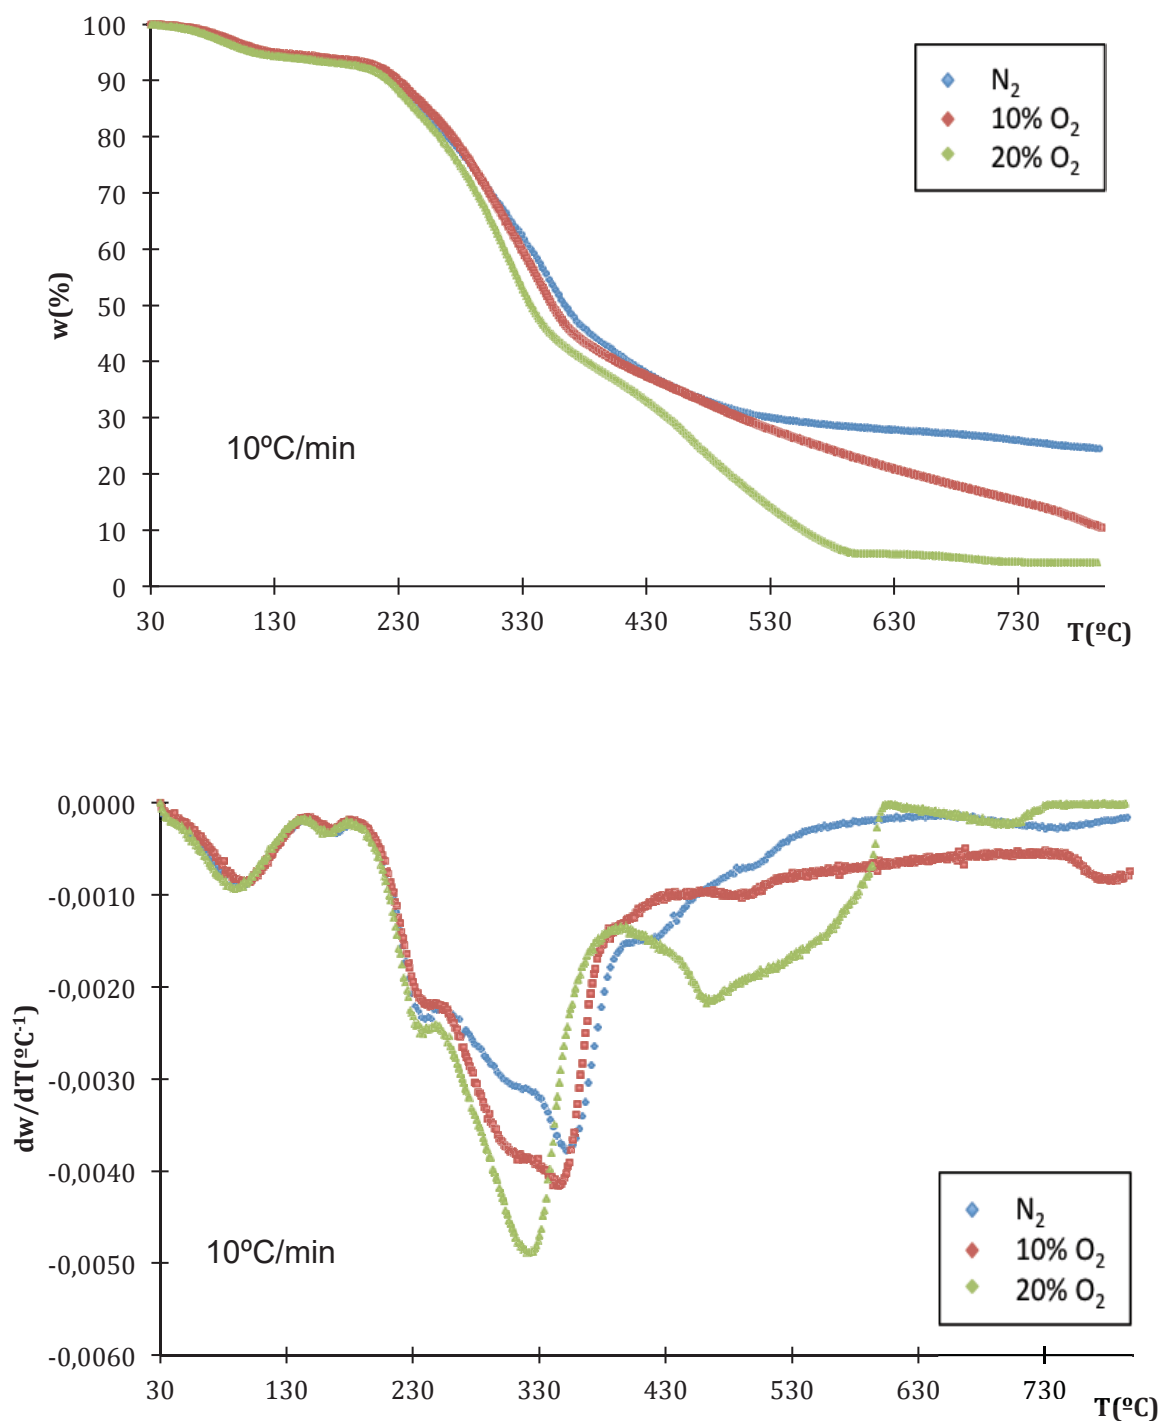 100
90
80
70
60
50
40
30
20
10
0
w(%)
N₂
10% O₂
20% O₂
10ºC/min
30 130 230 330 430 530 630 730
T(ºC)
0,0000
-0,0010
-0,0020
-0,0030
-0,0040
-0,0050
-0,0060
dw/dT(ºC⁻¹)
N₂
10% O₂
20% O₂
10ºC/min
30 130 230 330 430 530 630 730
T(ºC)